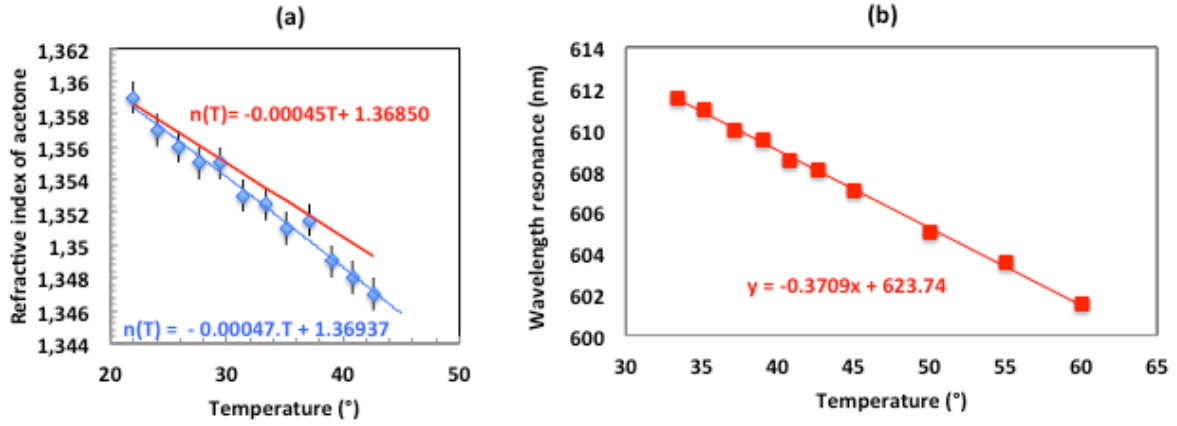 (a)
Refractive index of acetone
1,362
1,36
1,358
1,356
1,354
1,352
1,35
1,348
1,346
1,344
n(T)= -0.00045T+ 1.36850
n(T) = - 0.00047.T + 1.36937
20 30 40 50
Temperature (°)
(b)
Wavelength resonance (nm)
614
612
610
608
606
604
602
600
y = -0.3709x + 623.74
30 35 40 45 50 55 60 65
Temperature (°)